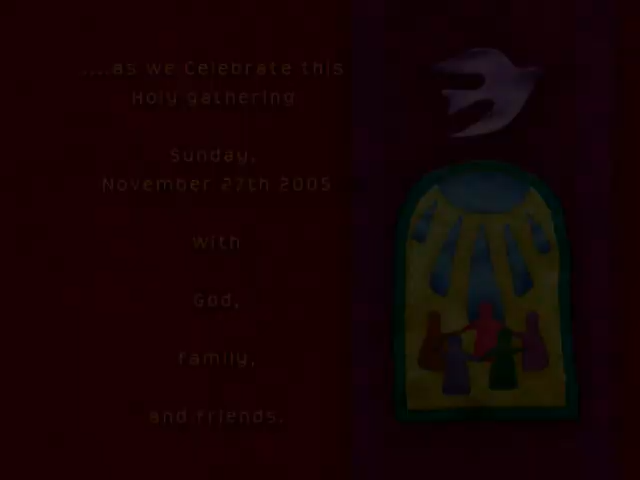 ....as we Celebrate this
Holy gathering
Sunday,
November 27th 2005
with
God,
family,
and friends.